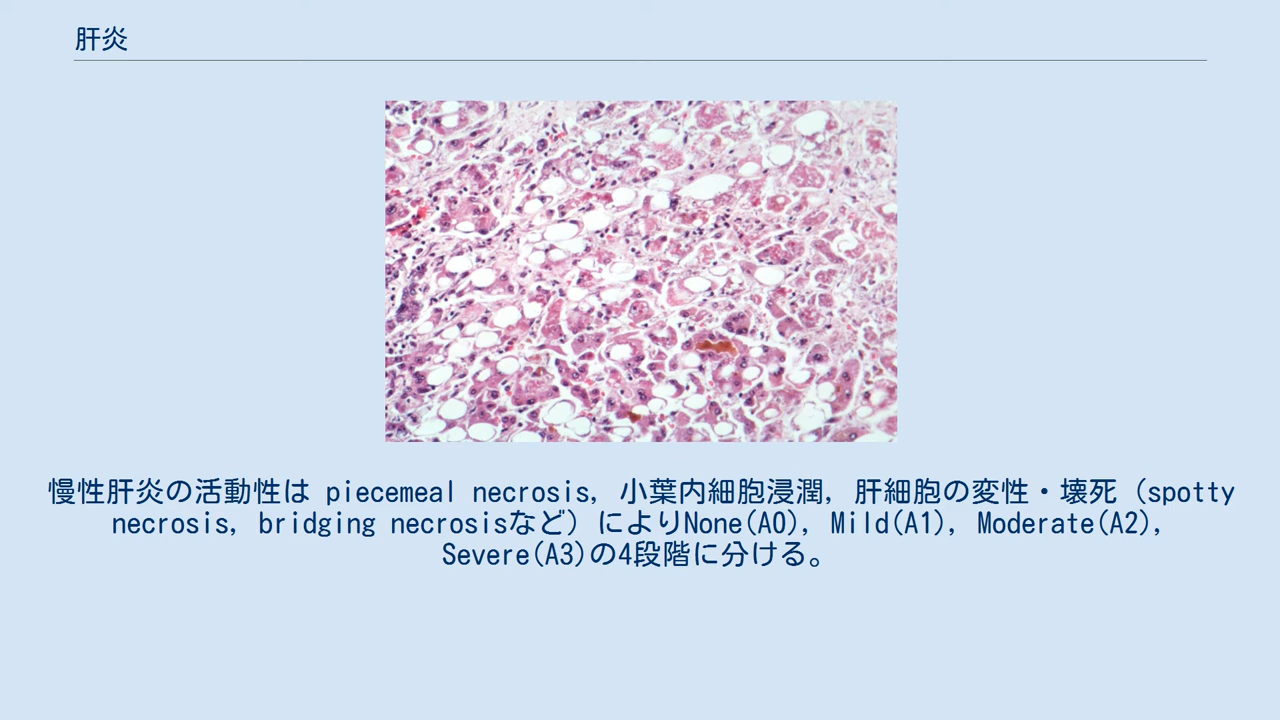 肝炎
慢性肝炎の活動性は piecemeal necrosis, 小葉内細胞浸潤, 肝細胞の変性・壊死 (spotty
necrosis, bridging necrosisなど) によりNone(A0), Mild(A1), Moderate(A2),
Severe(A3)の4段階に分ける。